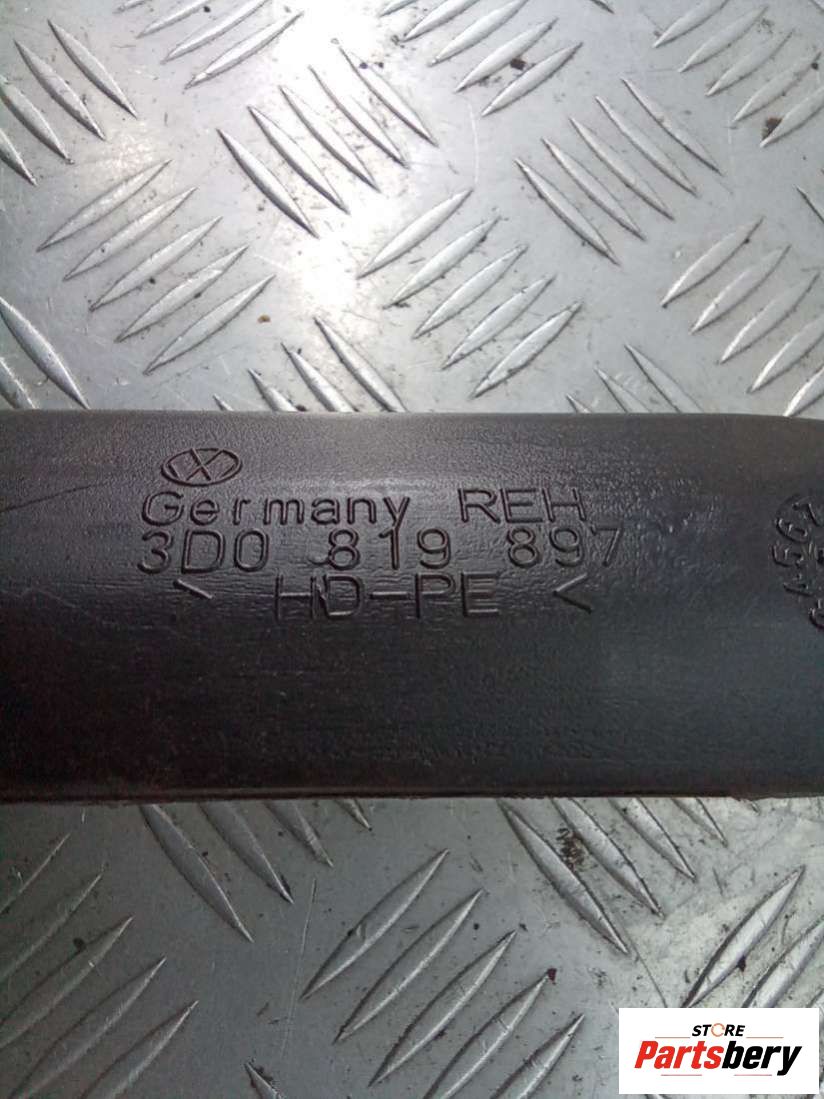 Germany REH
3D0 819 897
> HD-PE <
STORE
Partsbery